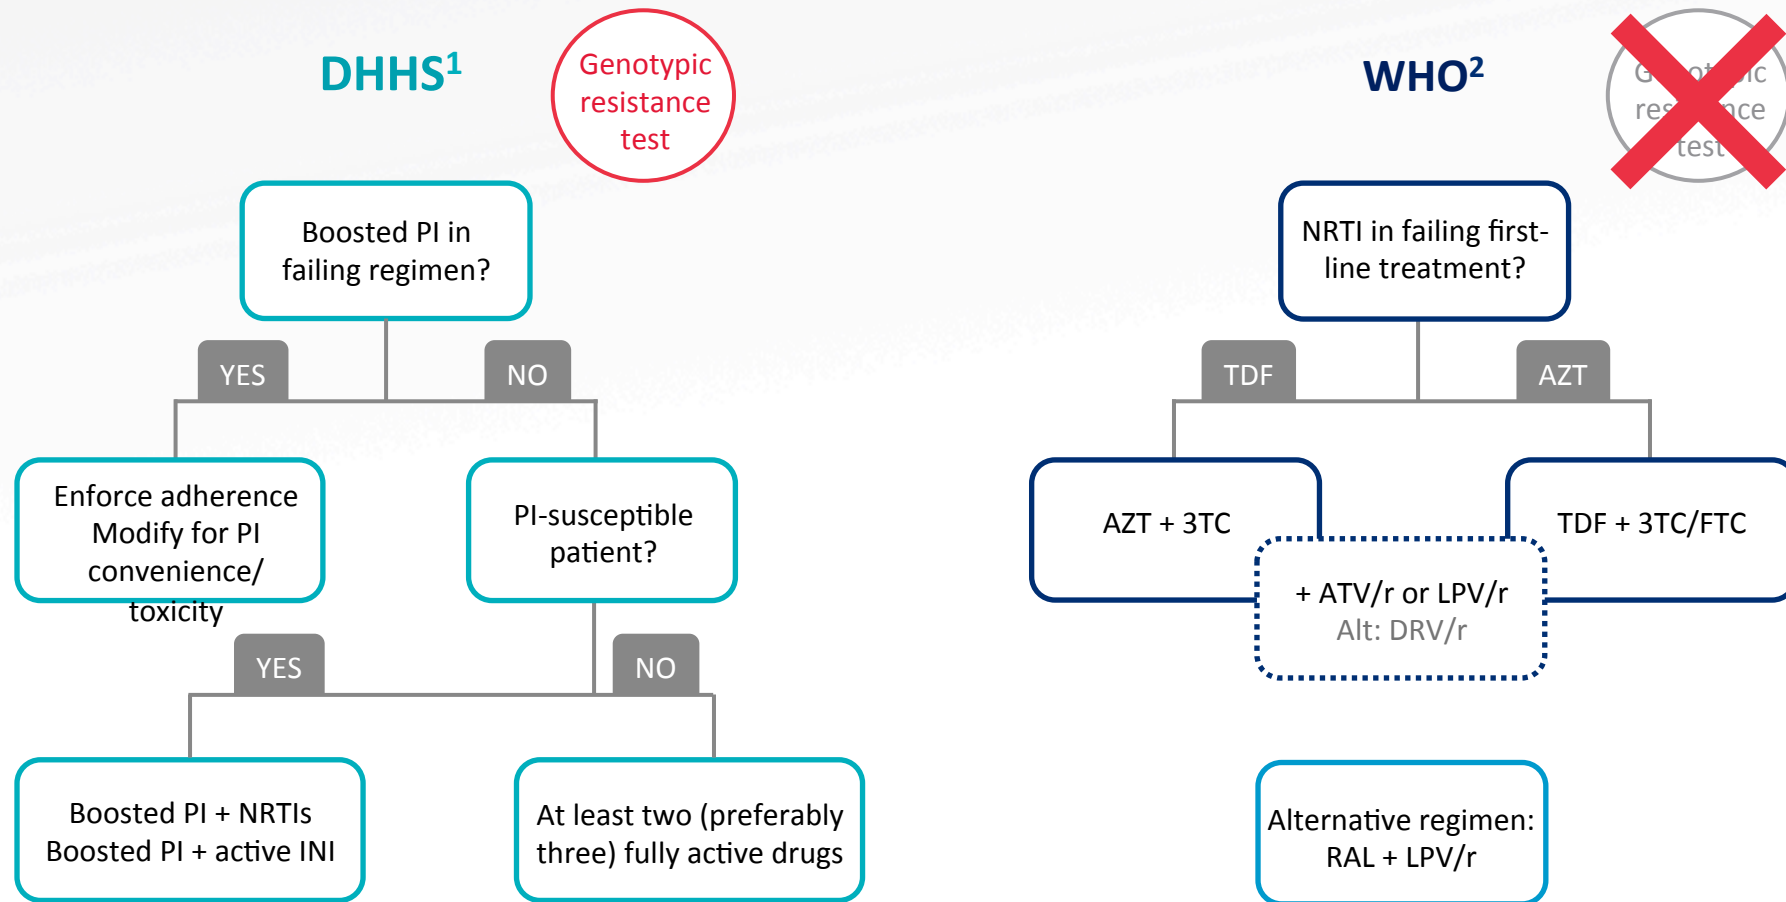 DHHS1
Genotypic
resistance
test
Boosted PI in
failing regimen?
YES
NO
Enforce adherence
Modify for PI
convenience/
toxicity
PI-susceptible
patient?
YES
NO
Boosted PI + NRTIs
Boosted PI + active INI
At least two (preferably
three) fully active drugs
WHO2
Genotypic
resistance
test
NRTI in failing first-
line treatment?
TDF
AZT
AZT + 3TC
TDF + 3TC/FTC
+ ATV/r or LPV/r
Alt: DRV/r
Alternative regimen:
RAL + LPV/r